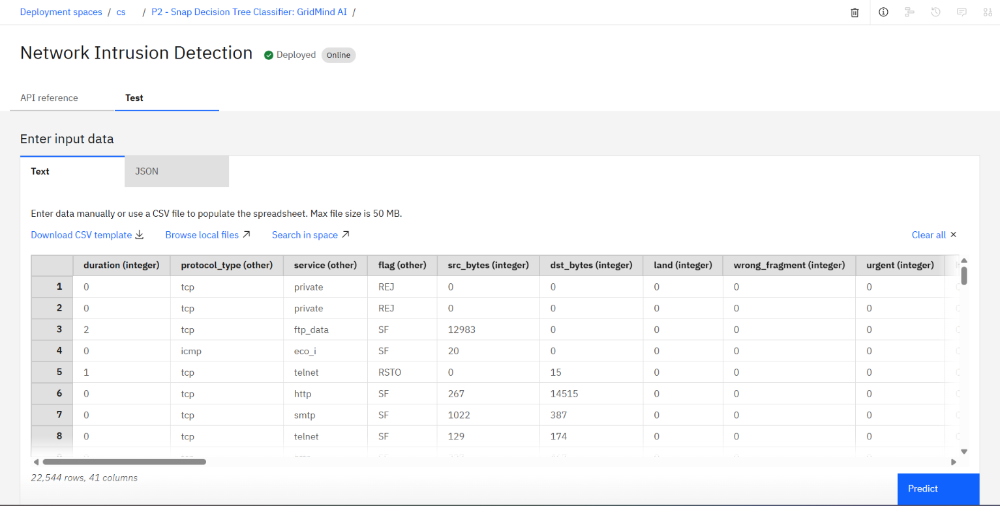 Deployment spaces / cs / P2 - Snap Decision Tree Classifier: GridMind AI /
Network Intrusion Detection Deployed Online
API reference Test
Enter input data
Text JSON
Enter data manually or use a CSV file to populate the spreadsheet. Max file size is 50 MB.
Download CSV template Browse local files Search in space Clear all ×
duration (integer) protocol_type (other) service (other) flag (other) src_bytes (integer) dst_bytes (integer) land (integer) wrong_fragment (integer) urgent (integer)
1 0 tcp private REJ 0 0 0 0 0
2 0 tcp private REJ 0 0 0 0 0
3 2 tcp ftp_data SF 12983 0 0 0 0
4 0 icmp eco_i SF 20 0 0 0 0
5 1 tcp telnet RSTO 0 15 0 0 0
6 0 tcp http SF 267 14515 0 0 0
7 0 tcp smtp SF 1022 387 0 0 0
8 0 tcp telnet SF 129 174 0 0 0
22,544 rows, 41 columns
Predict